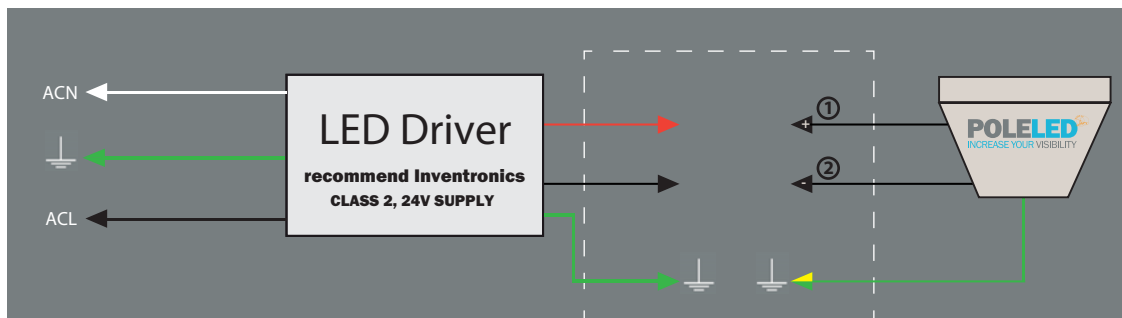 ACN
ACL
LED Driver
recommend Inventronics
CLASS 2, 24V SUPPLY
1
+
2
-
POLELED
INCREASE YOUR VISIBILITY